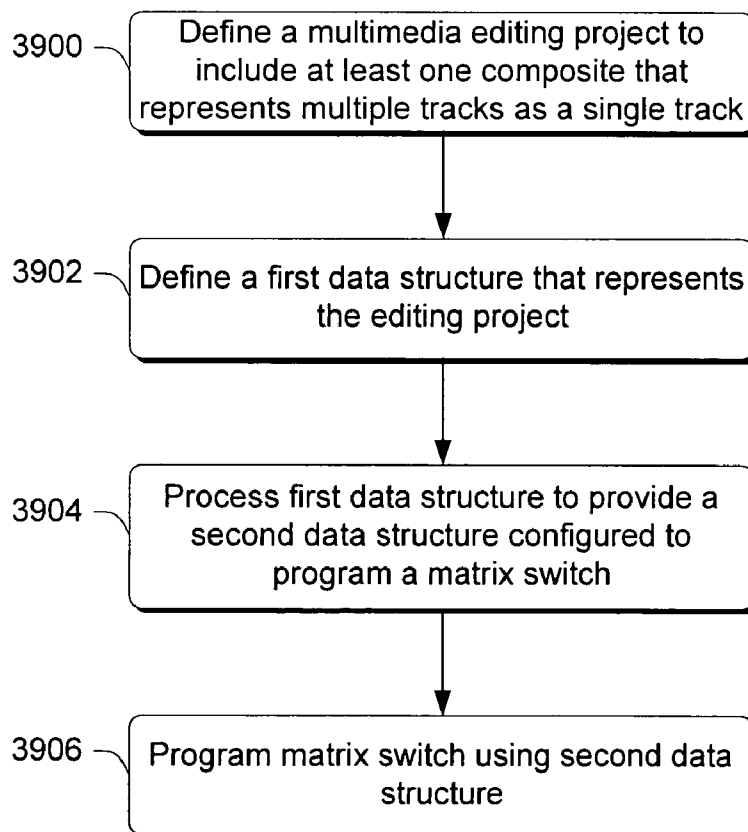 3900
Define a multimedia editing project to
include at least one composite that
represents multiple tracks as a single track
3902
Define a first data structure that represents
the editing project
3904
Process first data structure to provide a
second data structure configured to
program a matrix switch
3906
Program matrix switch using second data
structure